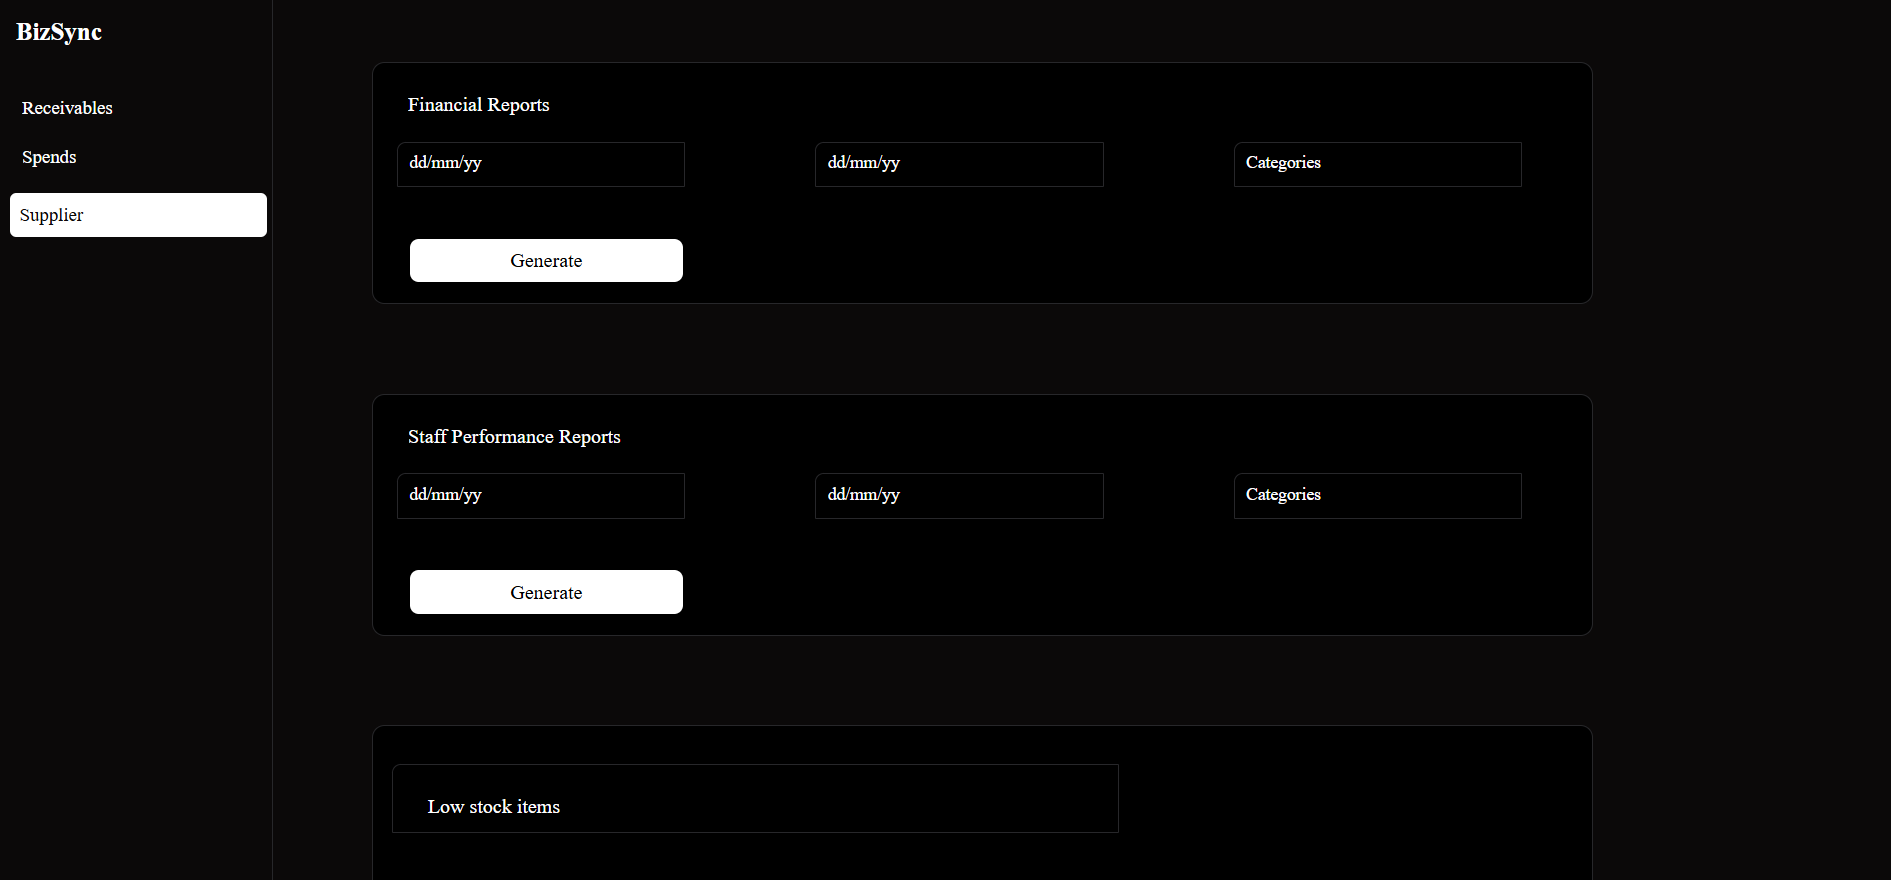 BizSync
Receivables
Spends
Supplier
Financial Reports
dd/mm/yy
dd/mm/yy
Categories
Generate
Staff Performance Reports
dd/mm/yy
dd/mm/yy
Categories
Generate
Low stock items